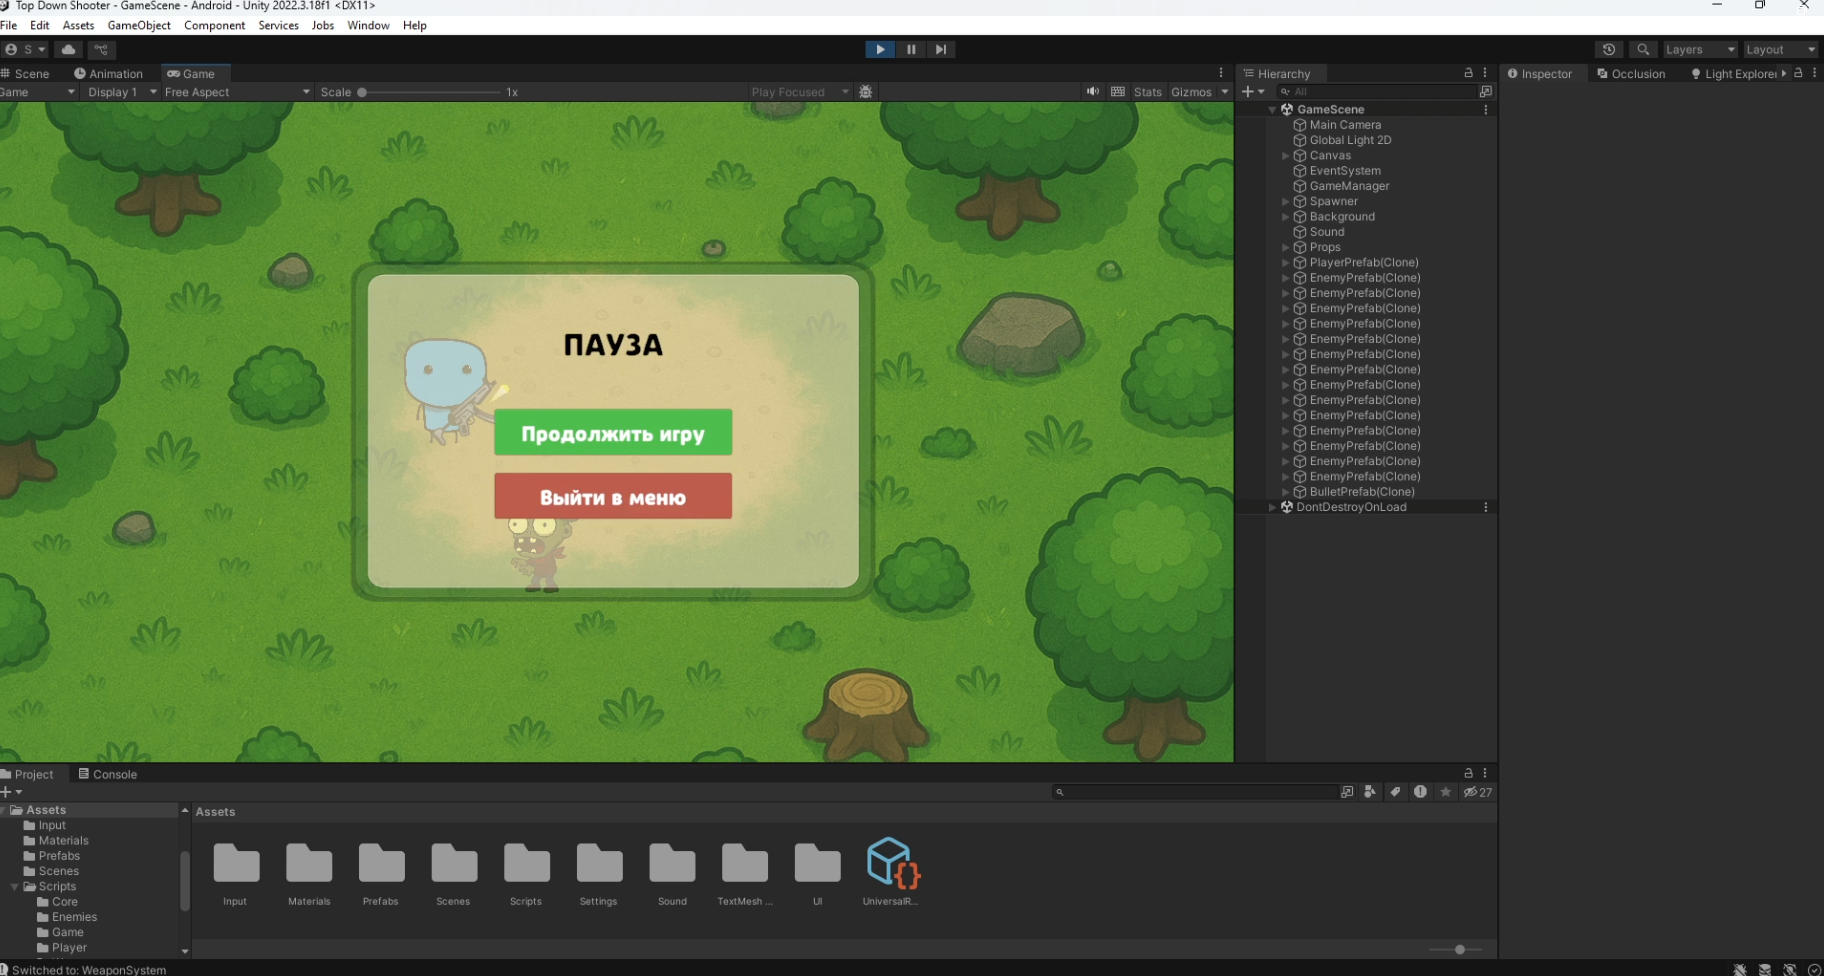 Top Down Shooter - GameScene - Android - Unity 2022.3.18f1 <DX11>
File Edit Assets GameObject Component Services Jobs Window Help
S Layers Layout
Scene Animation Game
Game Display 1 Free Aspect Scale 1x Play Focused Stats Gizmos
ПАУЗА
Продолжить игру
Выйти в меню
Hierarchy
All
GameScene
Main Camera
Global Light 2D
Canvas
EventSystem
GameManager
Spawner
Background
Sound
Props
PlayerPrefab(Clone)
EnemyPrefab(Clone)
EnemyPrefab(Clone)
EnemyPrefab(Clone)
EnemyPrefab(Clone)
EnemyPrefab(Clone)
EnemyPrefab(Clone)
EnemyPrefab(Clone)
EnemyPrefab(Clone)
EnemyPrefab(Clone)
EnemyPrefab(Clone)
EnemyPrefab(Clone)
EnemyPrefab(Clone)
EnemyPrefab(Clone)
EnemyPrefab(Clone)
BulletPrefab(Clone)
DontDestroyOnLoad
Inspector Occlusion Light Explorer
Project Console
27
Assets
Input
Materials
Prefabs
Scenes
Scripts
Core
Enemies
Game
Player
Assets
Input Materials Prefabs Scenes Scripts Settings Sound TextMesh ... UI UniversalR...
Switched to: WeaponSystem